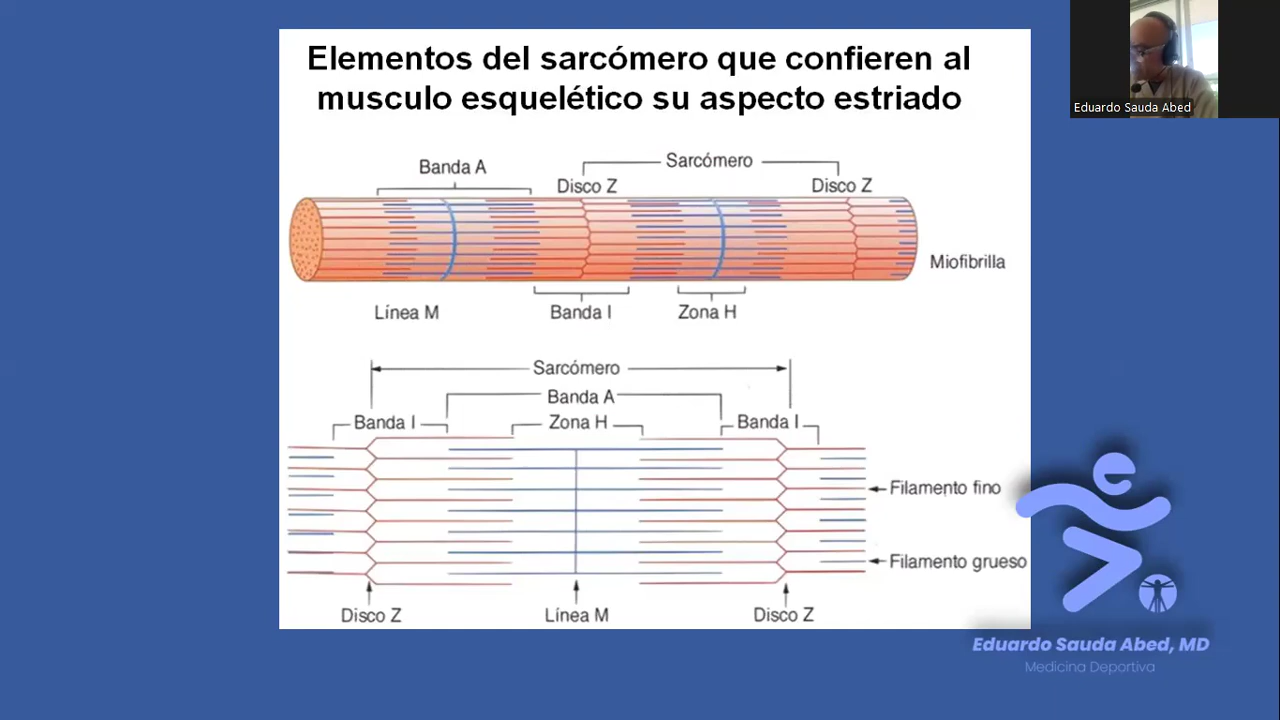 Elementos del sarcómero que confieren al
musculo esquelético su aspecto estriado
Eduardo Sauda Abed
Banda A
Sarcómero
Disco Z
Disco Z
Miofibrilla
Línea M
Banda I
Zona H
Sarcómero
Banda A
Banda I
Zona H
Banda I
Filamento fino
Filamento grueso
Disco Z
Línea M
Disco Z
Eduardo Sauda Abed, MD
Medicina Deportiva